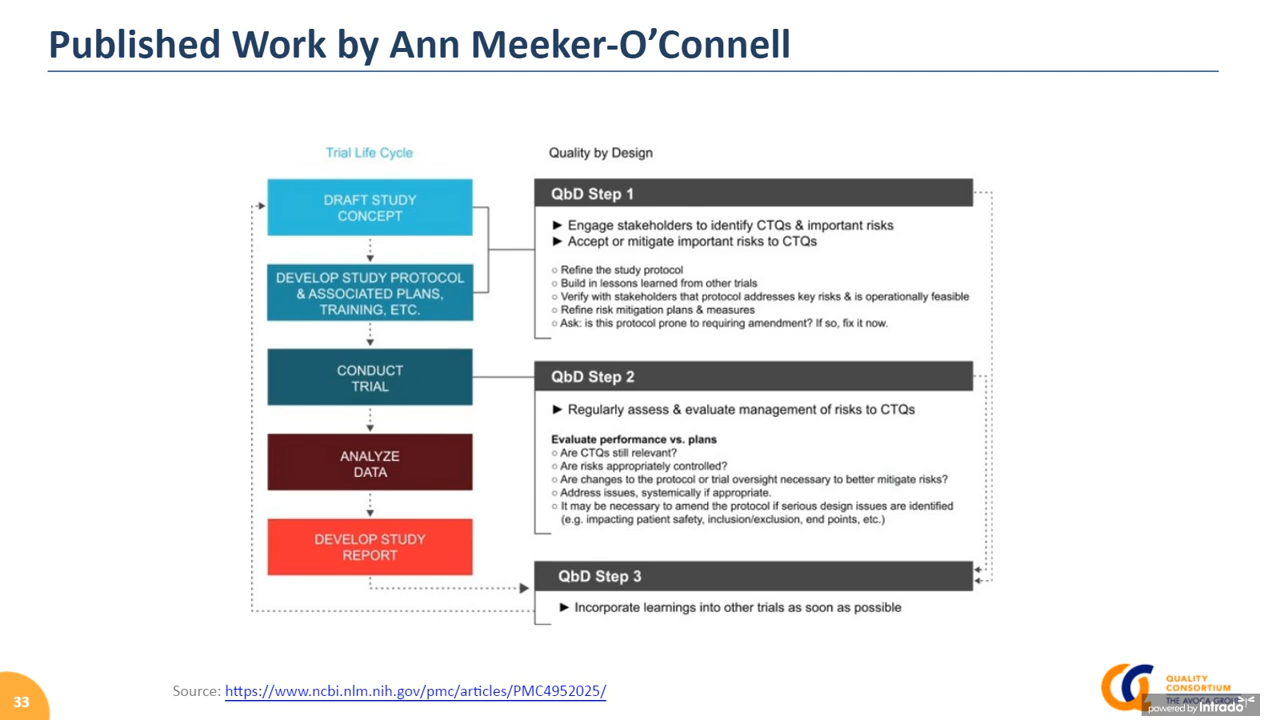 Published Work by Ann Meeker-O’Connell
Trial Life Cycle
Quality by Design
DRAFT STUDY
CONCEPT
DEVELOP STUDY PROTOCOL
& ASSOCIATED PLANS,
TRAINING, ETC.
CONDUCT
TRIAL
ANALYZE
DATA
DEVELOP STUDY
REPORT
QbD Step 1
► Engage stakeholders to identify CTQs & important risks
► Accept or mitigate important risks to CTQs
○ Refine the study protocol
○ Build in lessons learned from other trials
○ Verify with stakeholders that protocol addresses key risks & is operationally feasible
○ Refine risk mitigation plans & measures
○ Ask: is this protocol prone to requiring amendment? If so, fix it now.
QbD Step 2
► Regularly assess & evaluate management of risks to CTQs
Evaluate performance vs. plans
○ Are CTQs still relevant?
○ Are risks appropriately controlled?
○ Are changes to the protocol or trial oversight necessary to better mitigate risks?
○ Address issues, systemically if appropriate.
○ It may be necessary to amend the protocol if serious design issues are identified
(e.g. impacting patient safety, inclusion/exclusion, end points, etc.)
QbD Step 3
► Incorporate learnings into other trials as soon as possible
33
Source: https://www.ncbi.nlm.nih.gov/pmc/articles/PMC4952025/
QUALITY
CONSORTIUM
THE AVOCA GROUP
powered by intrado